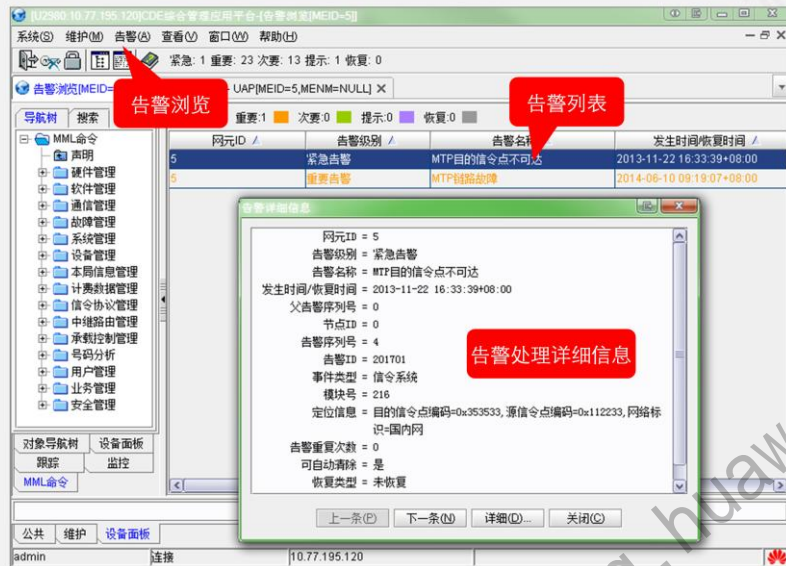 [U2980:10.77.195.120]CDE综合管理应用平台-[告警浏览[MEID=5]]
系统(S) 维护(M) 告警(A) 查看(V) 窗口(W) 帮助(H)
紧急: 1 重要: 23 次要: 13 提示: 1 恢复: 0
告警浏览[MEID= - UAP[MEID=5,MENM=NULL]
告警浏览
告警列表
导航树 搜索 重要:1 次要:0 提示:0 恢复:0
网元ID 告警级别 告警名称 发生时间/恢复时间
5 紧急告警 MTP目的信令点不可达 2013-11-22 16:33:39+08:00
5 重要告警 MTP链路故障 2014-06-10 09:19:07+08:00
MML命令
声明
硬件管理
软件管理
通信管理
故障管理
系统管理
设备管理
本局信息管理
计费数据管理
信令协议管理
中继路由管理
承载控制管理
号码分析
用户管理
业务管理
安全管理
对象导航树 设备面板
跟踪 监控
MML命令
告警详细信息
网元ID = 5
告警级别 = 紧急告警
告警名称 = MTP目的信令点不可达
发生时间/恢复时间 = 2013-11-22 16:33:39+08:00
父告警序列号 = 0
节点ID = 0
告警序列号 = 4
告警ID = 201701
事件类型 = 信令系统
模块号 = 216
定位信息 = 目的信令点编码=0x353533, 源信令点编码=0x112233, 网络标
识=国内网
告警重复次数 = 0
可自动清除 = 是
恢复类型 = 未恢复
告警处理详细信息
上一条(P) 下一条(N) 详细(D)... 关闭(C)
公共 维护 设备面板
admin 连接 10.77.195.120